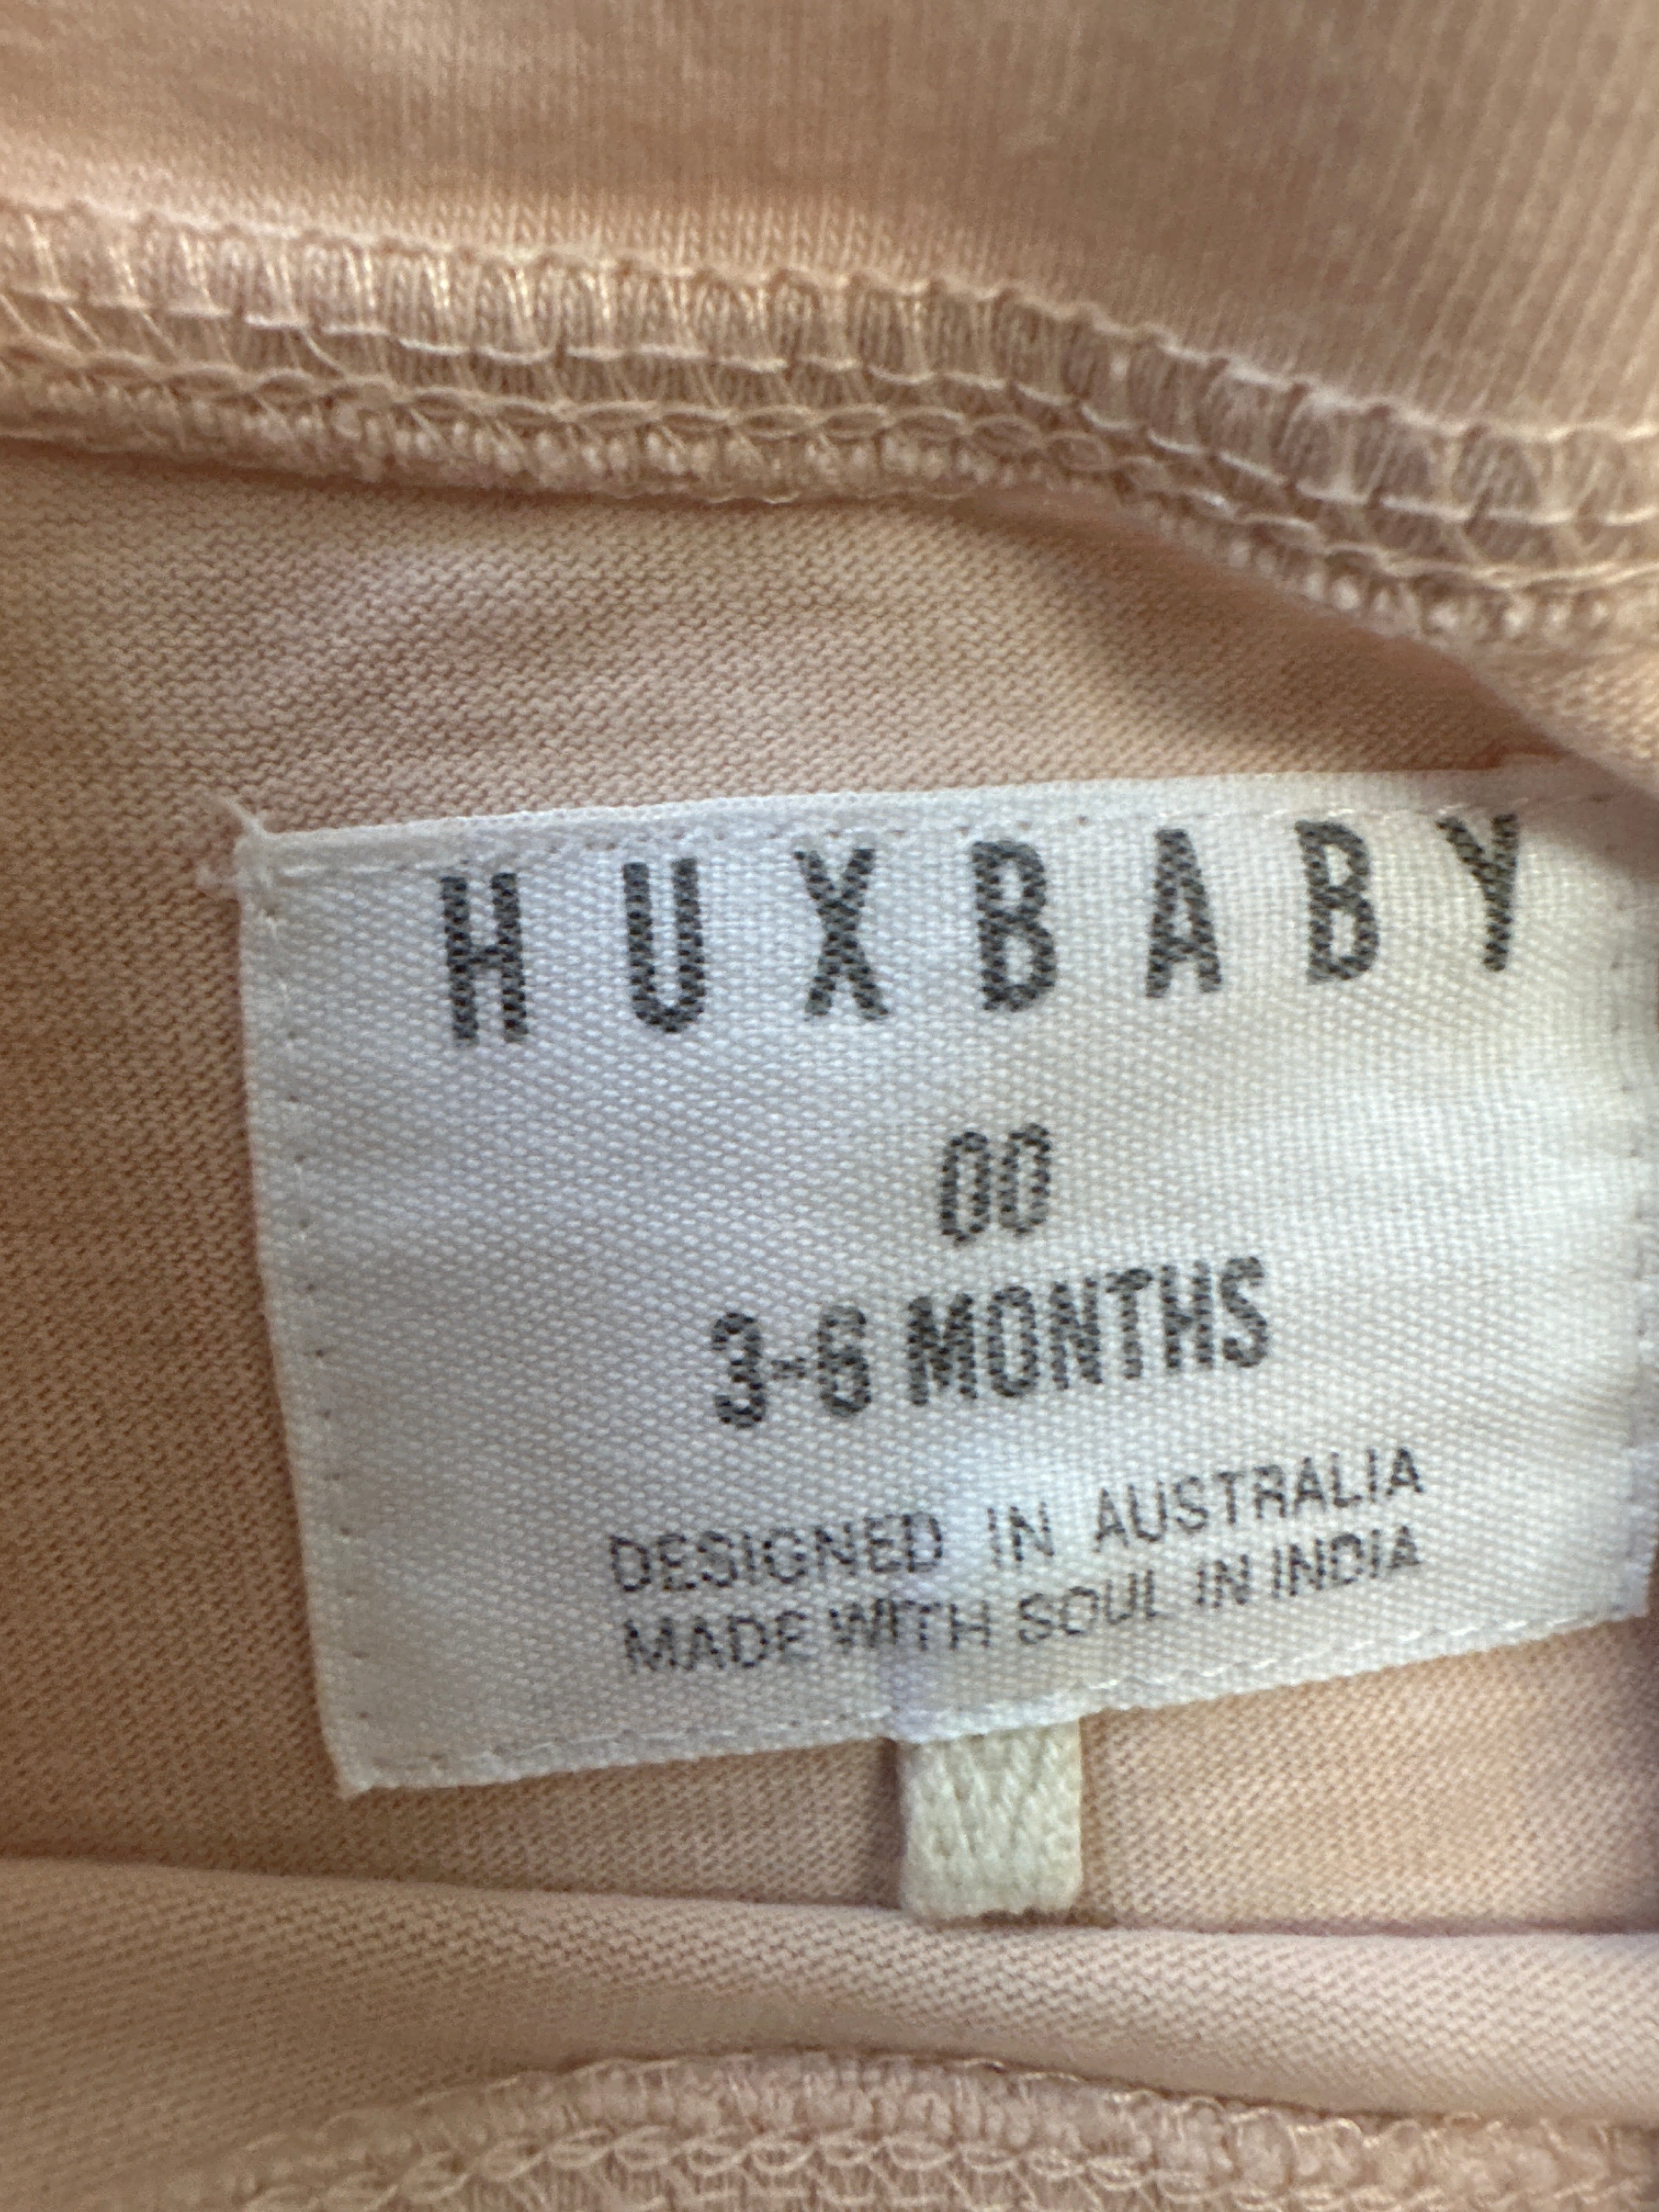 HUXBABY
00
3-6 MONTHS
DESIGNED IN AUSTRALIA
MADE WITH SOUL IN INDIA